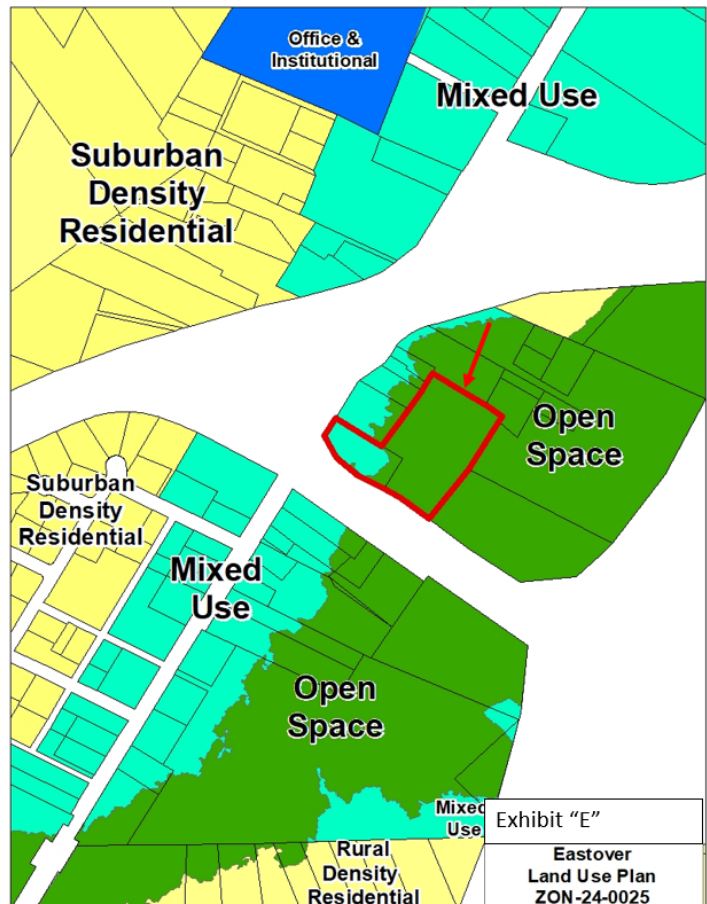 Office &
Institutional
Mixed Use
Suburban
Density
Residential
Open
Space
Suburban
Density
Residential
Mixed
Use
Open
Space
Mixed
Use
Exhibit “E”
Rural
Density
Residential
Eastover
Land Use Plan
ZON-24-0025